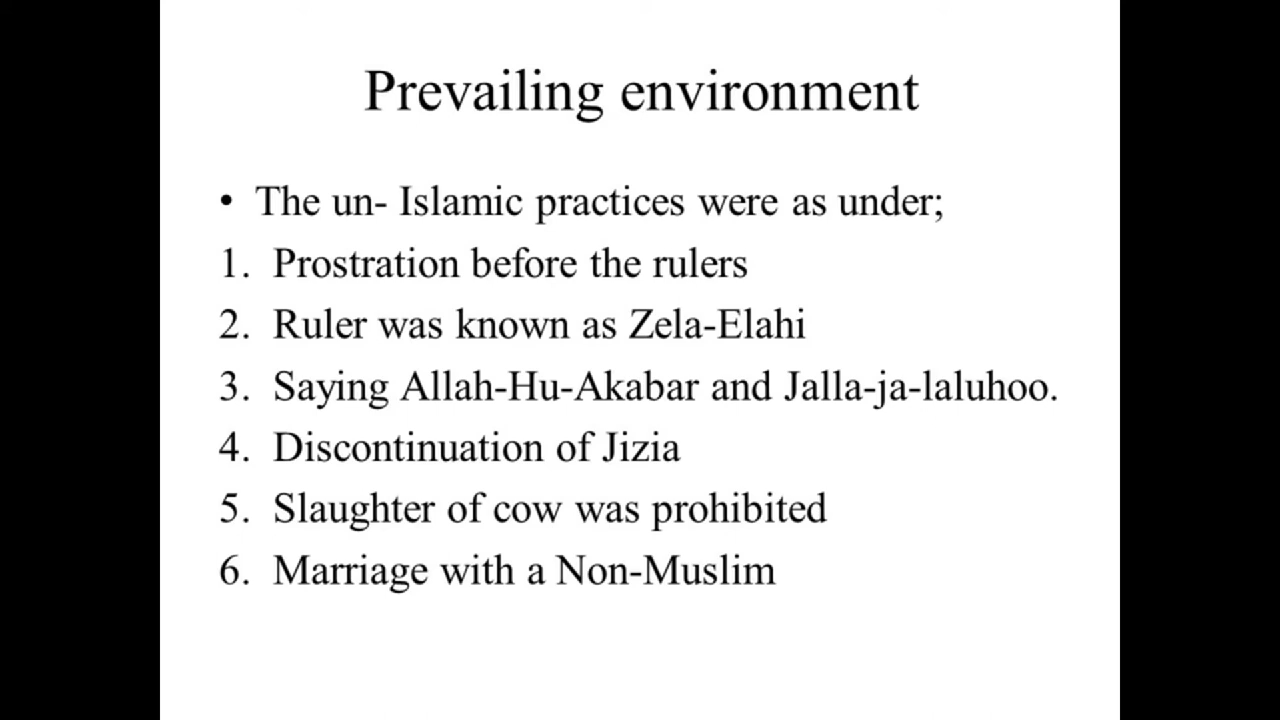 Prevailing environment
• The un- Islamic practices were as under;
1. Prostration before the rulers
2. Ruler was known as Zela-Elahi
3. Saying Allah-Hu-Akabar and Jalla-ja-laluhoo.
4. Discontinuation of Jizia
5. Slaughter of cow was prohibited
6. Marriage with a Non-Muslim